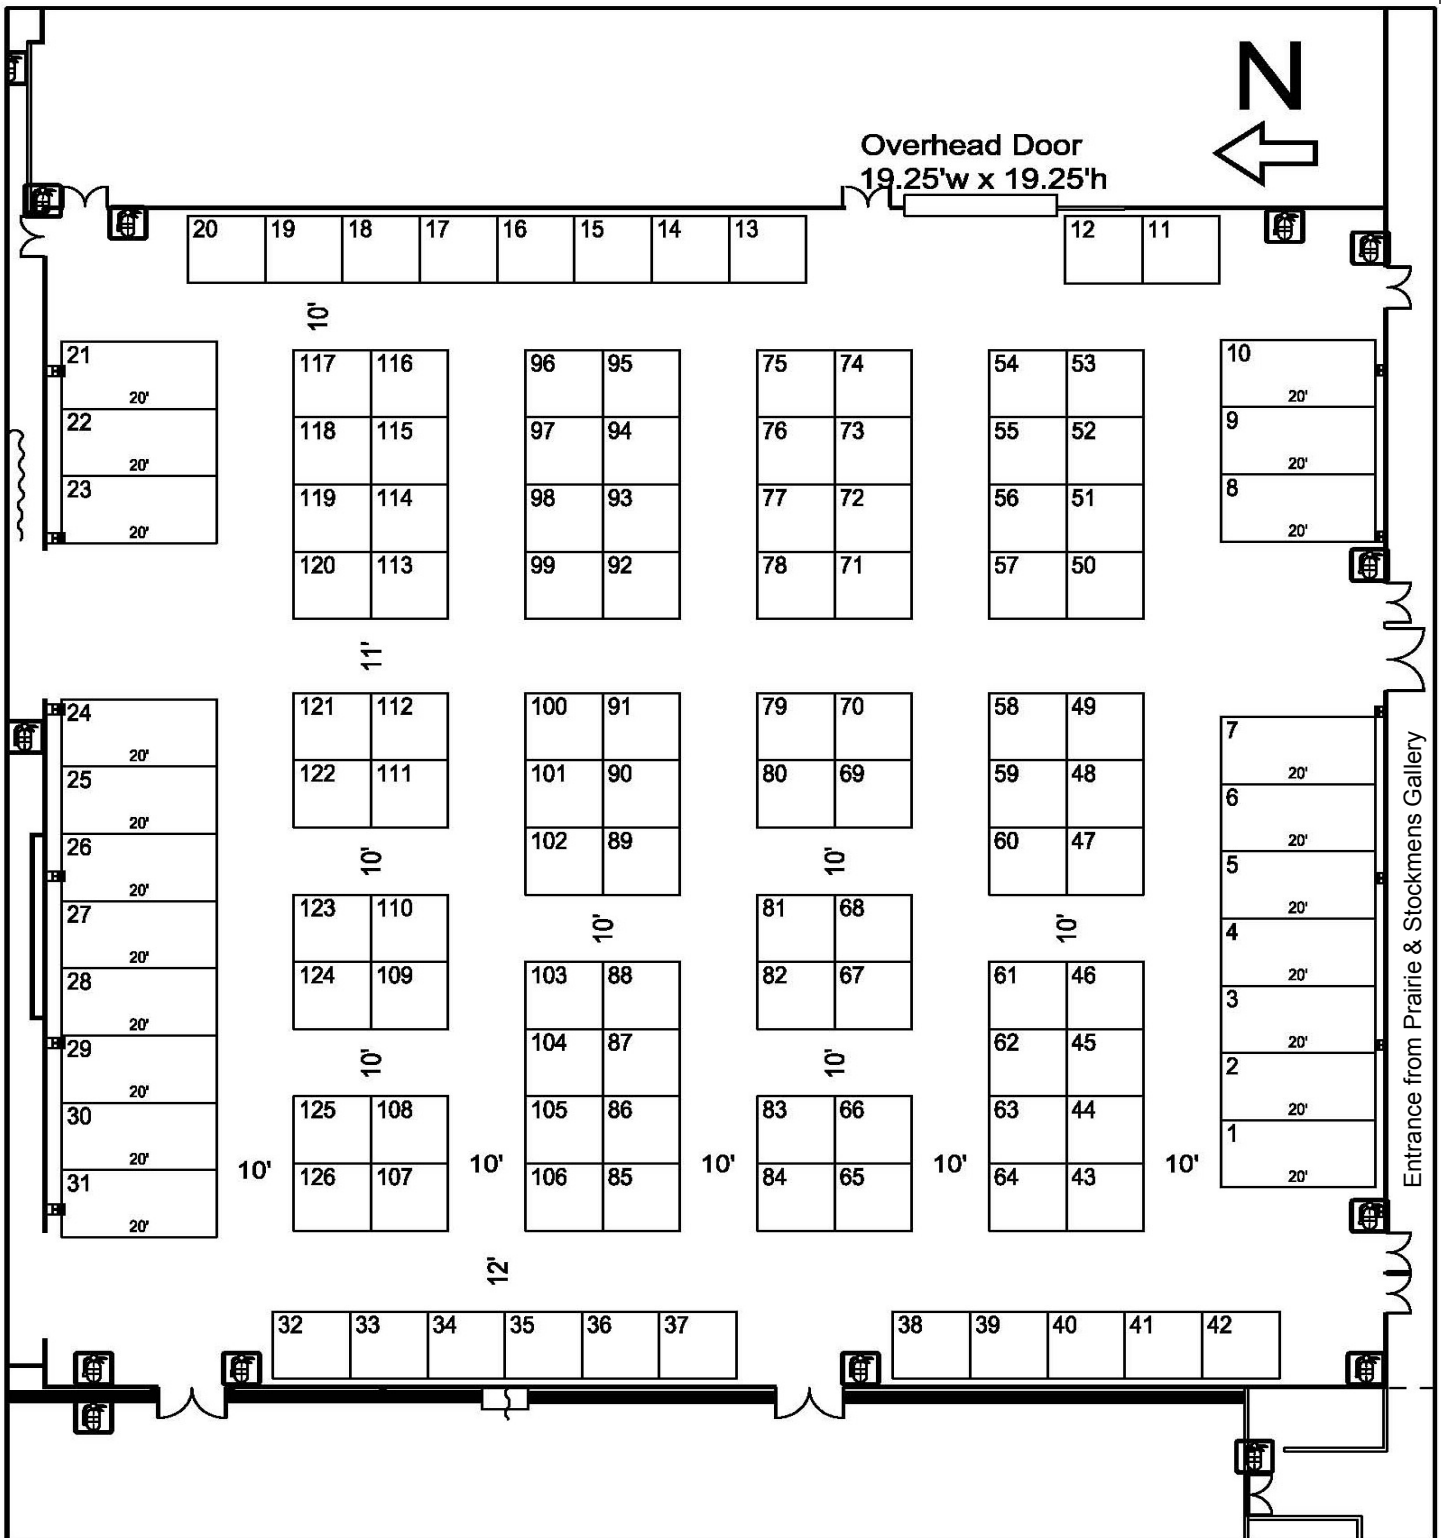 N
Overhead Door
19.25'w x 19.25'h
20 19 18 17 16 15 14 13 12 11
10'
21 20'
22 20'
23 20'
117 116 96 95 75 74 54 53
118 115 97 94 76 73 55 52
119 114 98 93 77 72 56 51
120 113 99 92 78 71 57 50
10 20'
9 20'
8 20'
11'
24 20'
25 20'
26 20'
27 20'
28 20'
29 20'
30 20'
31 20'
121 112 100 91 79 70 58 49
122 111 101 90 80 69 59 48
102 89 60 47
10' 10'
123 110 81 68
10' 10'
124 109 103 88 82 67 61 46
104 87 62 45
10' 10'
125 108 105 86 83 66 63 44
126 107 106 85 84 65 64 43
10' 10' 10' 10' 10'
7 20'
6 20'
5 20'
4 20'
3 20'
2 20'
1 20'
Entrance from Prairie & Stockmens Gallery
12'
32 33 34 35 36 37 38 39 40 41 42